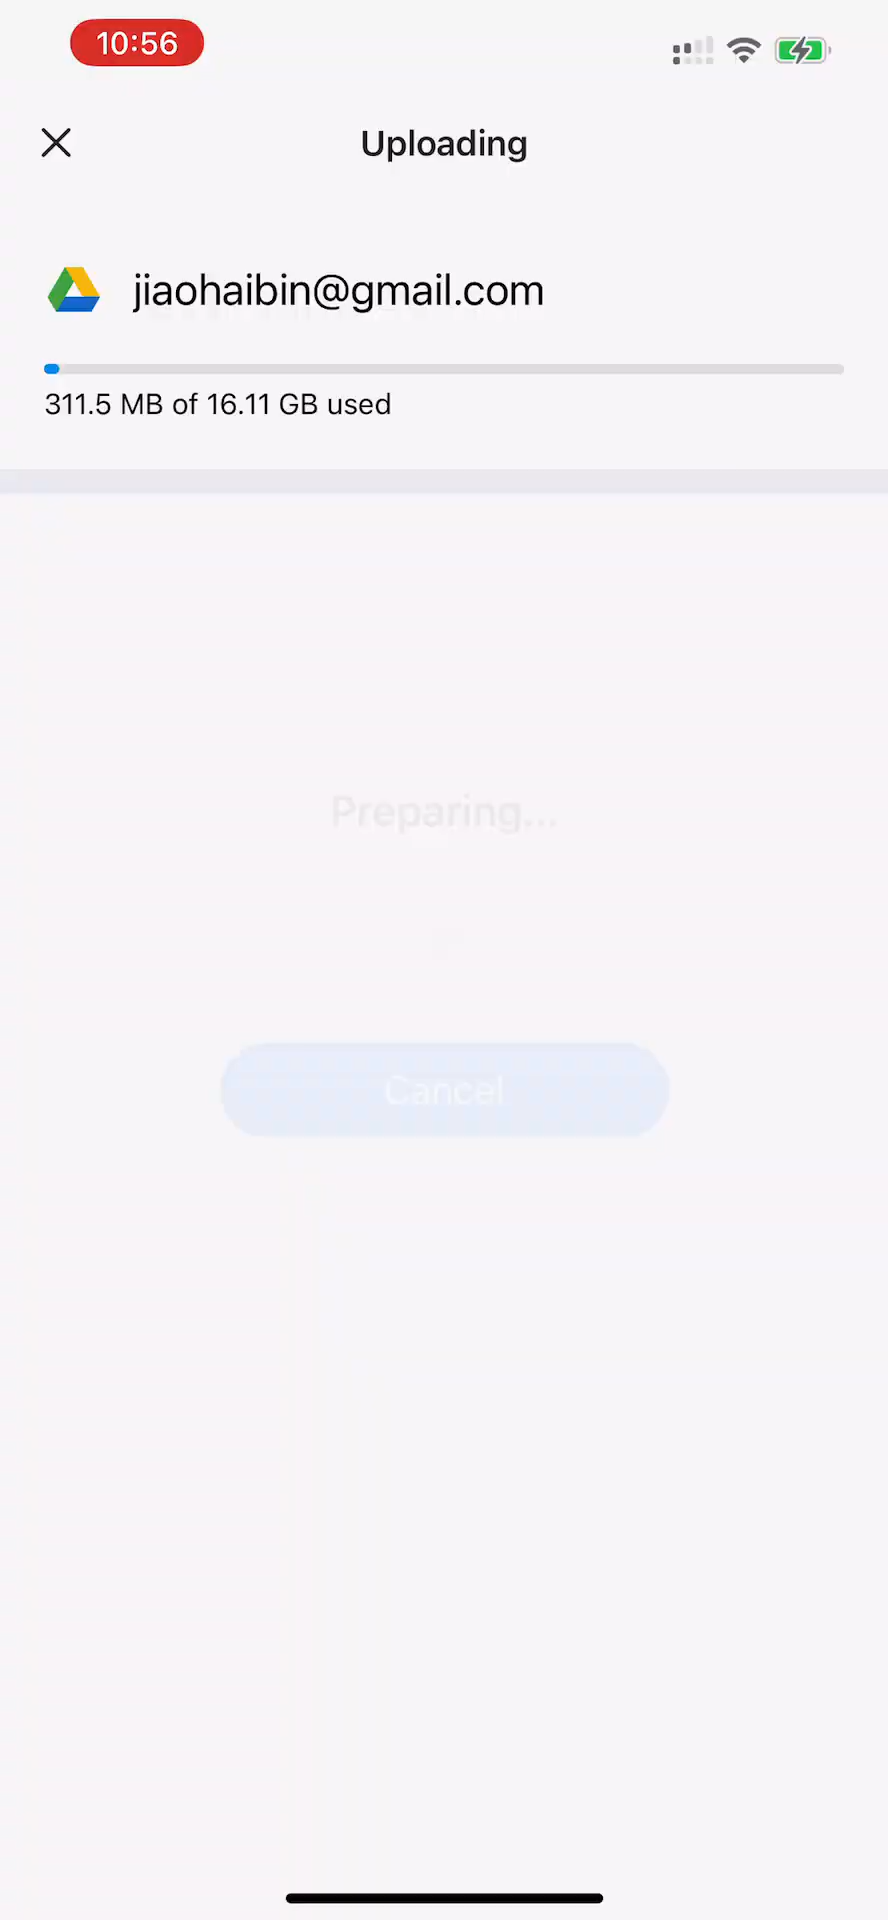 10:56
Uploading
jiaohaibin@gmail.com
311.5 MB of 16.11 GB used
Preparing...
Cancel